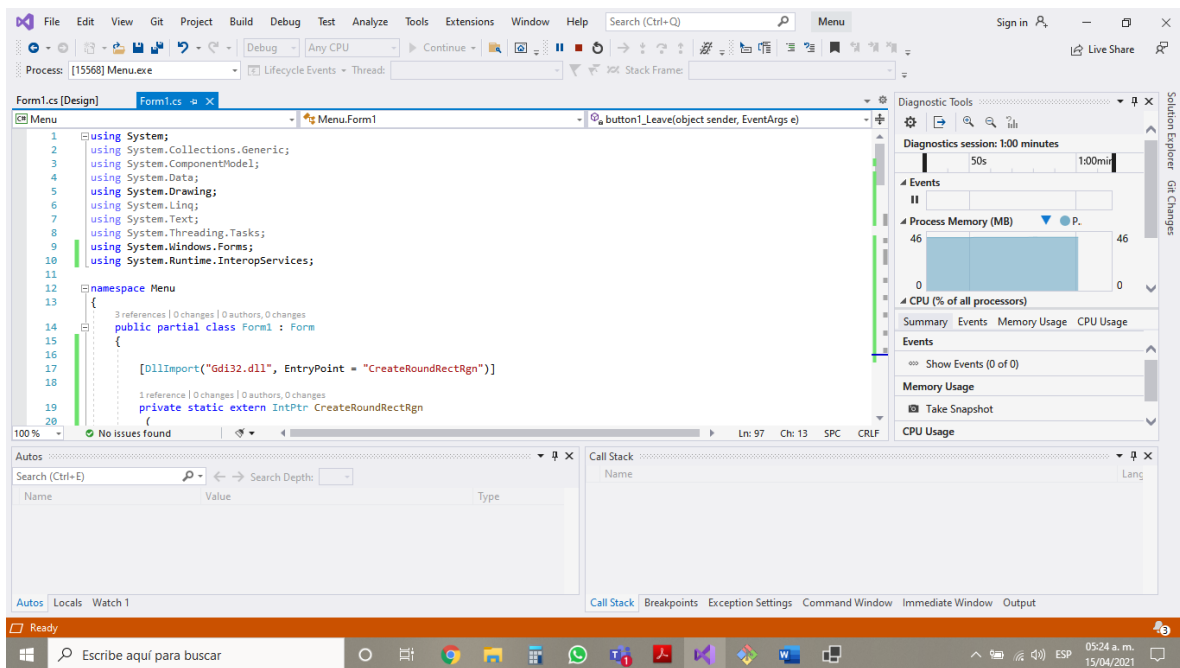 File Edit View Git Project Build Debug Test Analyze Tools Extensions Window Help Search (Ctrl+Q) Menu Sign in
Debug Any CPU Continue Live Share
Process: [15568] Menu.exe Lifecycle Events Thread: Stack Frame:
Form1.cs [Design] Form1.cs
C# Menu Menu.Form1 button1_Leave(object sender, EventArgs e)
1 using System;
2 using System.Collections.Generic;
3 using System.ComponentModel;
4 using System.Data;
5 using System.Drawing;
6 using System.Linq;
7 using System.Text;
8 using System.Threading.Tasks;
9 using System.Windows.Forms;
10 using System.Runtime.InteropServices;
11
12 namespace Menu
13 {
3 references | 0 changes | 0 authors, 0 changes
14 public partial class Form1 : Form
15 {
16
17 [DllImport("Gdi32.dll", EntryPoint = "CreateRoundRectRgn")]
18
1 reference | 0 changes | 0 authors, 0 changes
19 private static extern IntPtr CreateRoundRectRgn
20 (
100 % No issues found Ln: 97 Ch: 13 SPC CRLF
Diagnostic Tools
Diagnostics session: 1:00 minutes
50s 1:00min
Events
Process Memory (MB) P..
46 46
0 0
CPU (% of all processors)
Summary Events Memory Usage CPU Usage
Events
Show Events (0 of 0)
Memory Usage
Take Snapshot
CPU Usage
Solution Explorer
Git Changes
Autos
Search (Ctrl+E) Search Depth:
Name Value Type
Autos Locals Watch 1
Call Stack
Name Lang
Call Stack Breakpoints Exception Settings Command Window Immediate Window Output
Ready 3
Escribe aquí para buscar ESP 05:24 a. m.
15/04/2021